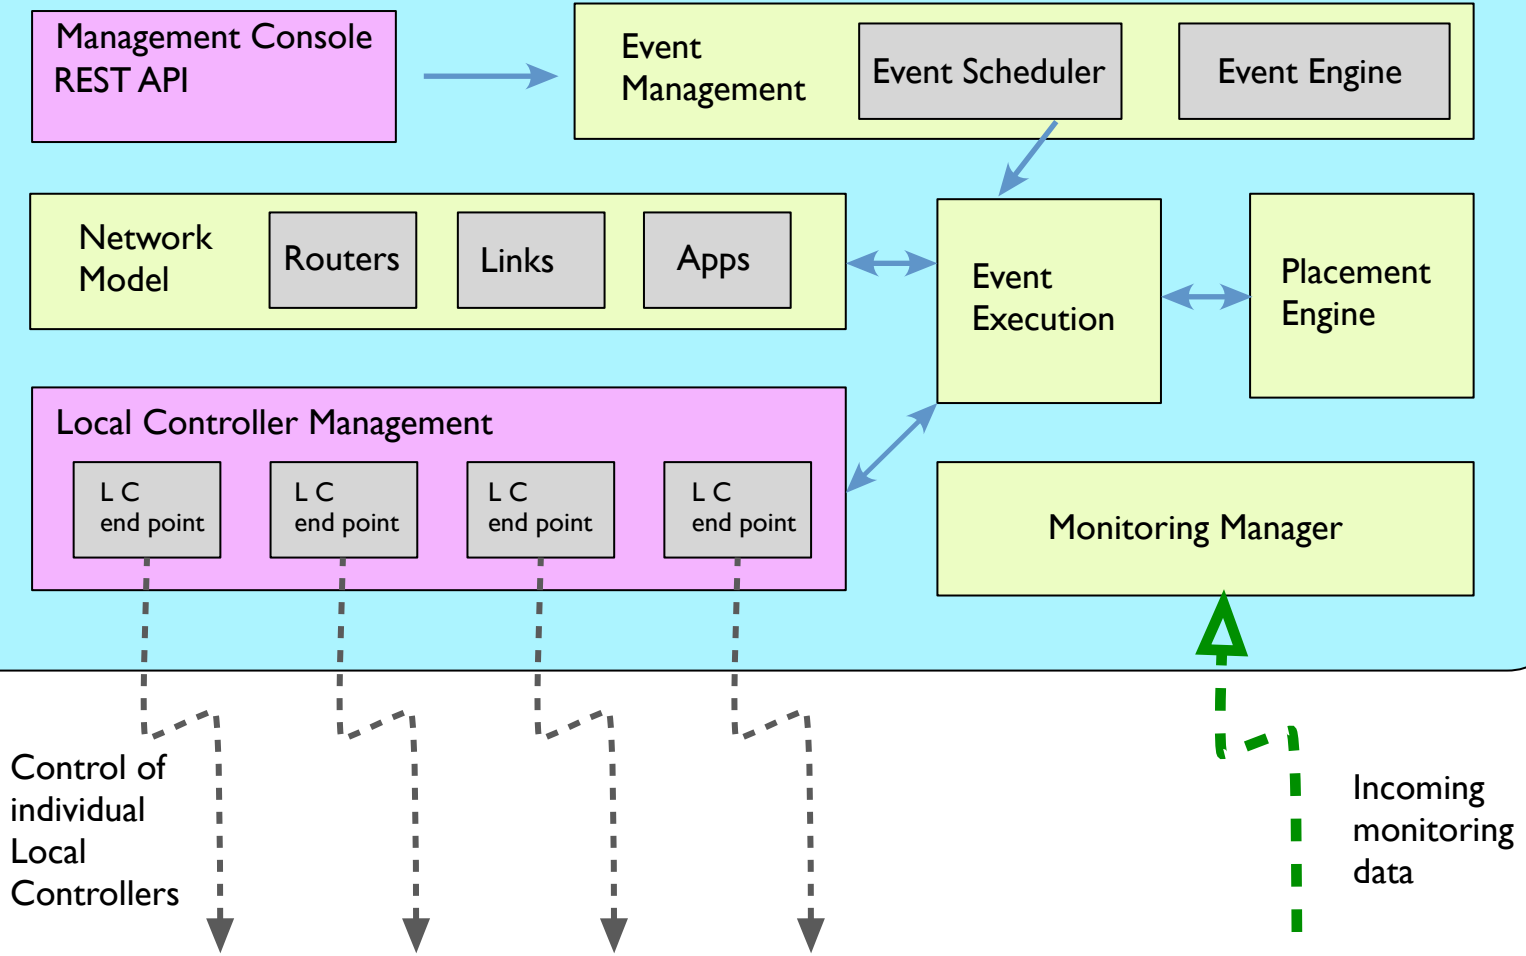 Management Console
REST API
Event
Management
Event Scheduler
Event Engine
Network
Model
Routers
Links
Apps
Event
Execution
Placement
Engine
Local Controller Management
L C
end point
L C
end point
L C
end point
L C
end point
Monitoring Manager
Control of
individual
Local
Controllers
Incoming
monitoring
data